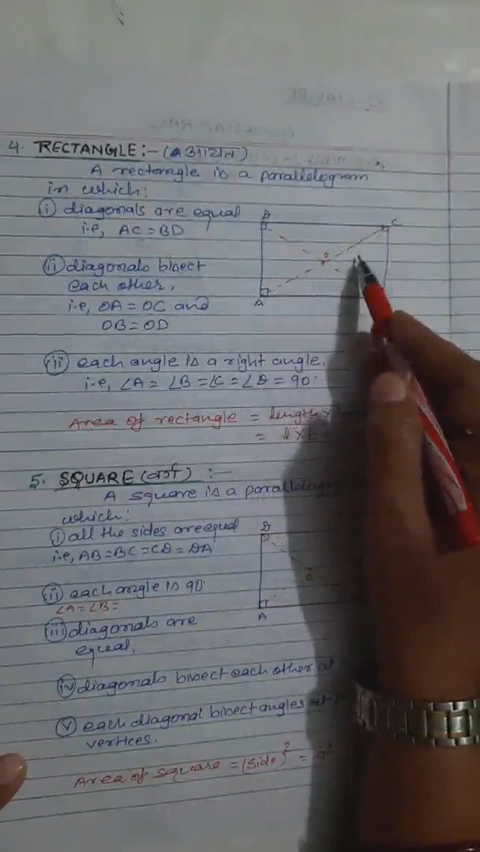 4. RECTANGLE:- (आयत)
A rectangle is a parallelogram
in which:
(i) diagonals are equal
i.e, AC = BD
(ii) diagonals bisect
each other,
i.e, OA = OC and
OB = OD
D
C
O
A
(iii) each angle is a right angle.
i.e, ∠A = ∠B = ∠C = ∠D = 90°
Area of rectangle = length ×
= l × b
5. SQUARE (वर्ग) :-
A square is a
which:
(i) all the sides are equal
i.e, AB = BC = CD = DA
(ii) each angle is 90°
∠A = ∠B =
(iii) diagonals are
equal.
D
O
A
(iv) diagonals bisect each other at
(v) each diagonal bisect angles at
vertices.
Area of square = (side)² =